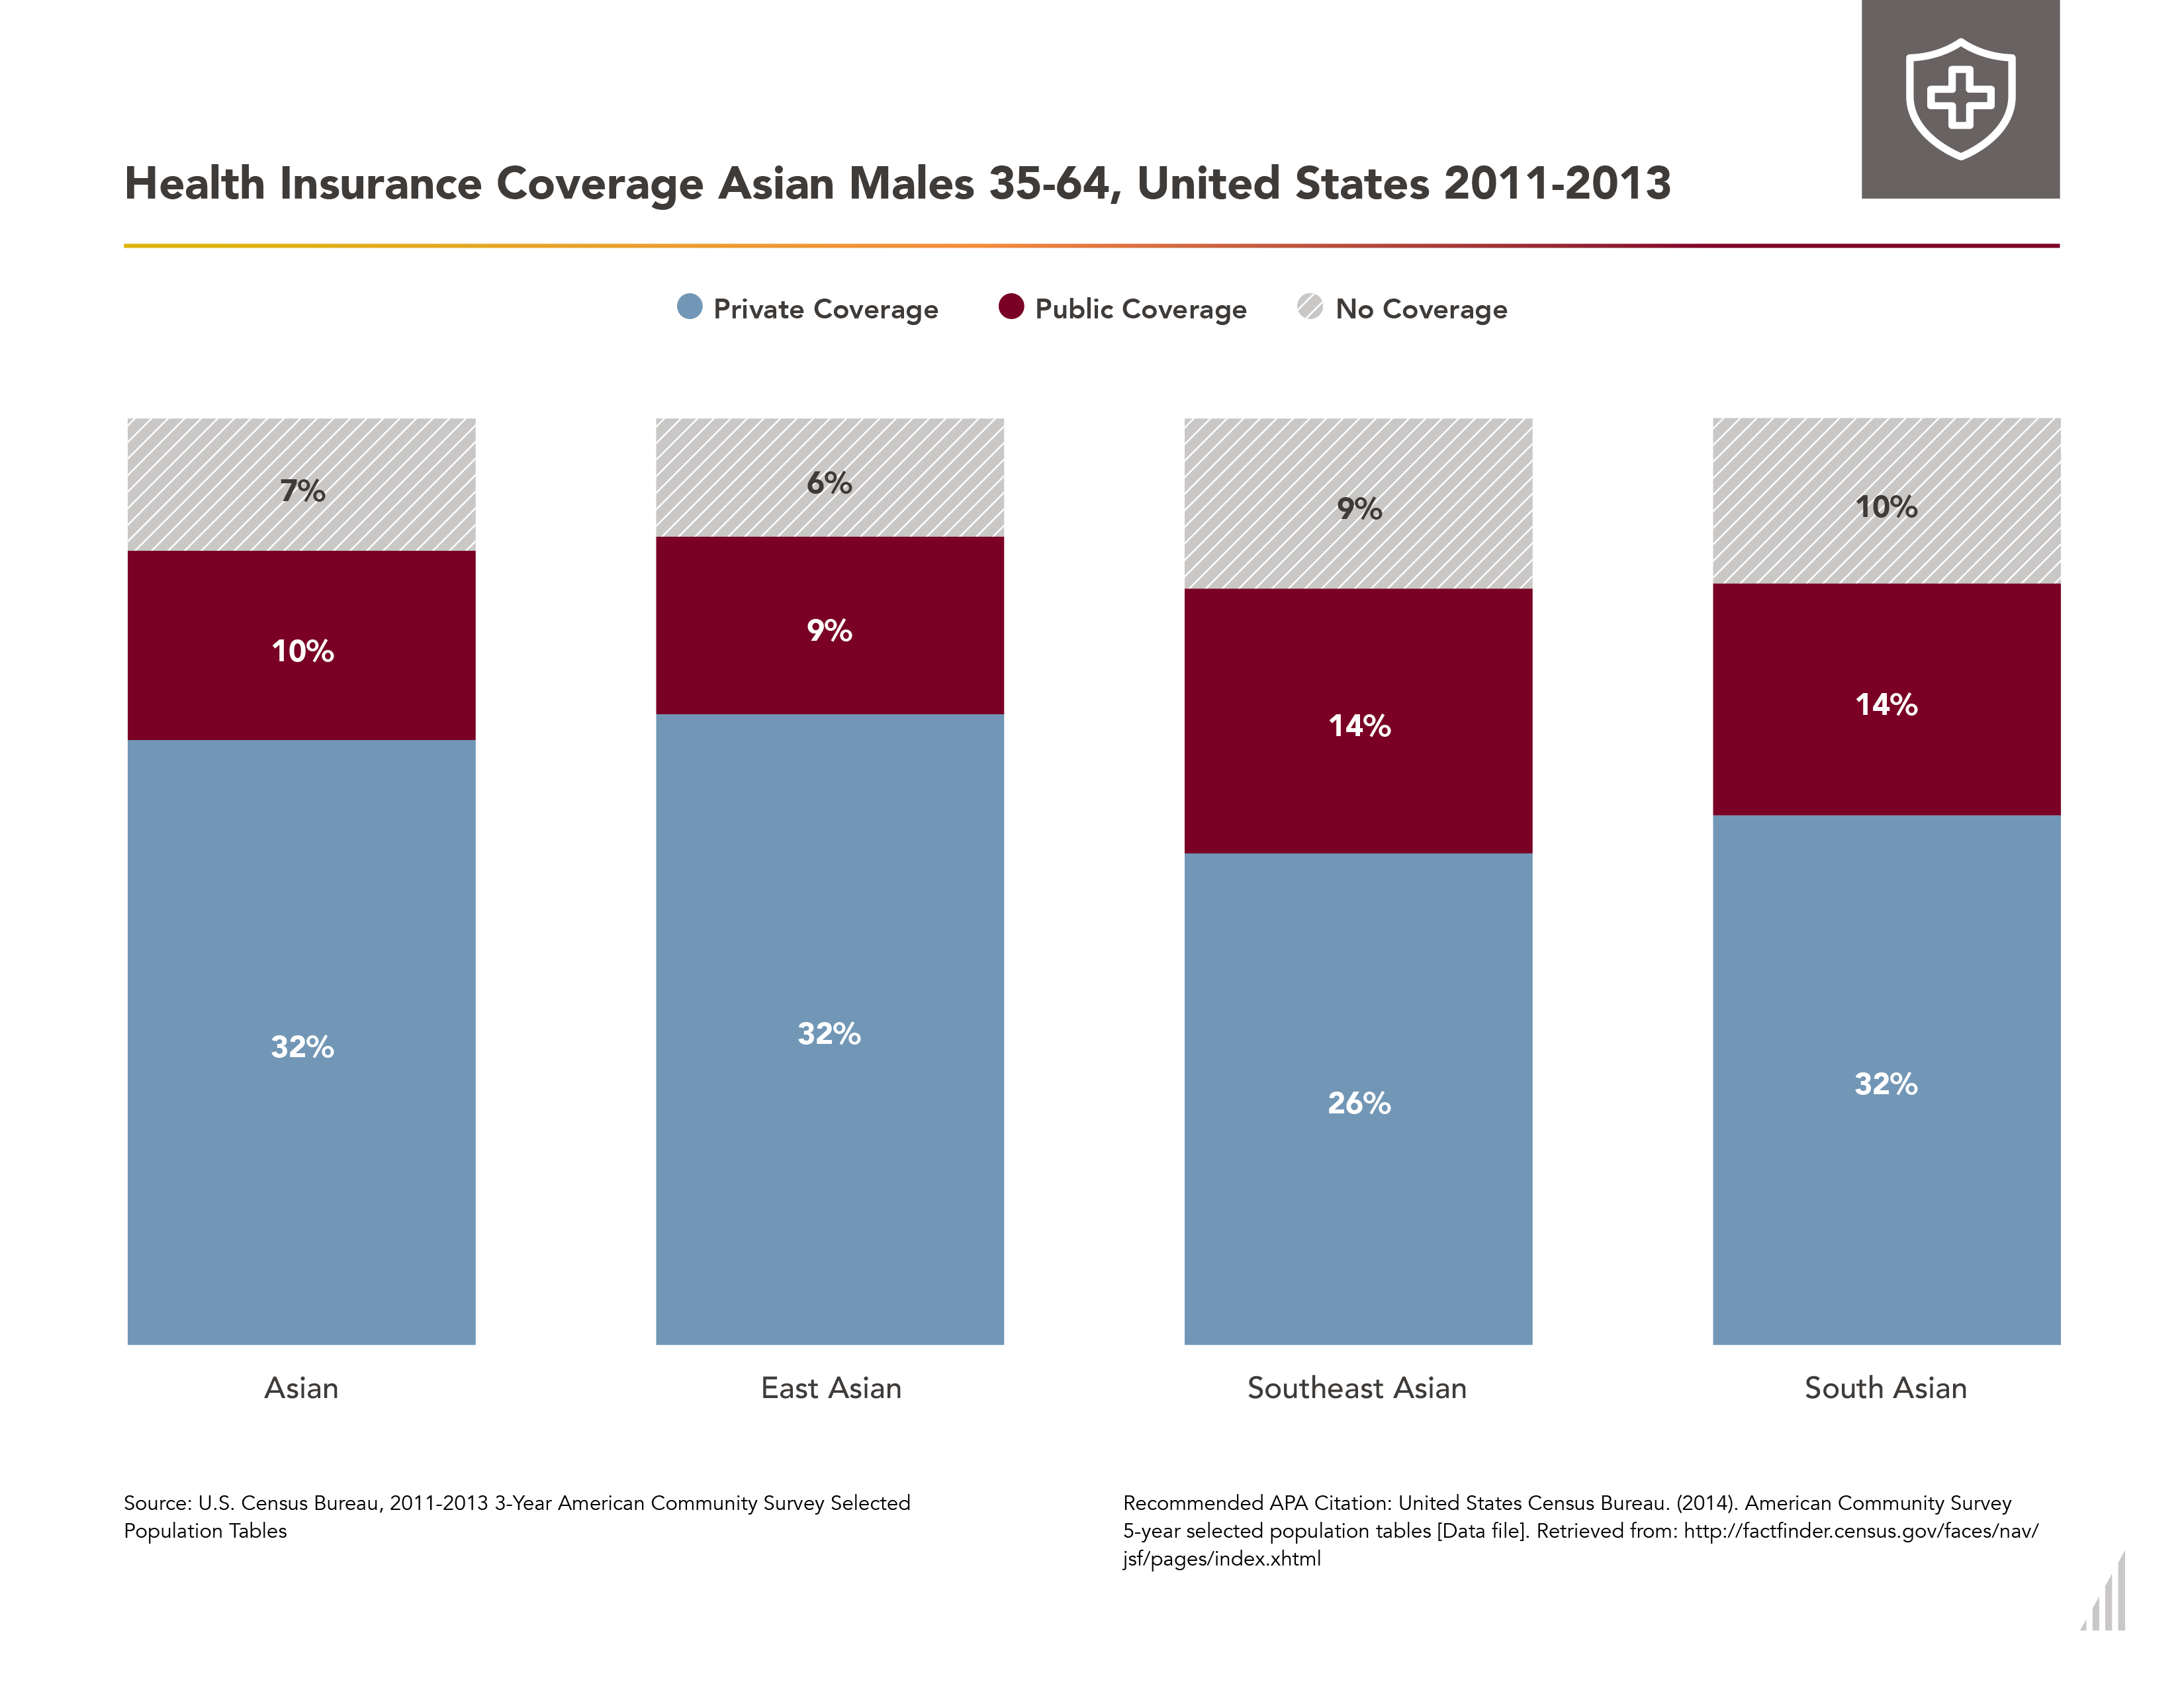 Health Insurance Coverage Asian Males 35-64, United States 2011-2013
Private Coverage Public Coverage No Coverage
7% 6% 9% 10%
10% 9% 14% 14%
32% 32% 26% 32%
Asian East Asian Southeast Asian South Asian
Source: U.S. Census Bureau, 2011-2013 3-Year American Community Survey Selected
Population Tables
Recommended APA Citation: United States Census Bureau. (2014). American Community Survey
5-year selected population tables [Data file]. Retrieved from: http://factfinder.census.gov/faces/nav/
jsf/pages/index.xhtml